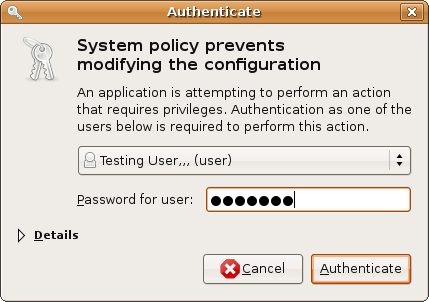 Authenticate
System policy prevents
modifying the configuration
An application is attempting to perform an action
that requires privileges. Authentication as one of the
users below is required to perform this action.
Testing User,,, (user)
Password for user: ●●●●●●●
Details
Cancel Authenticate